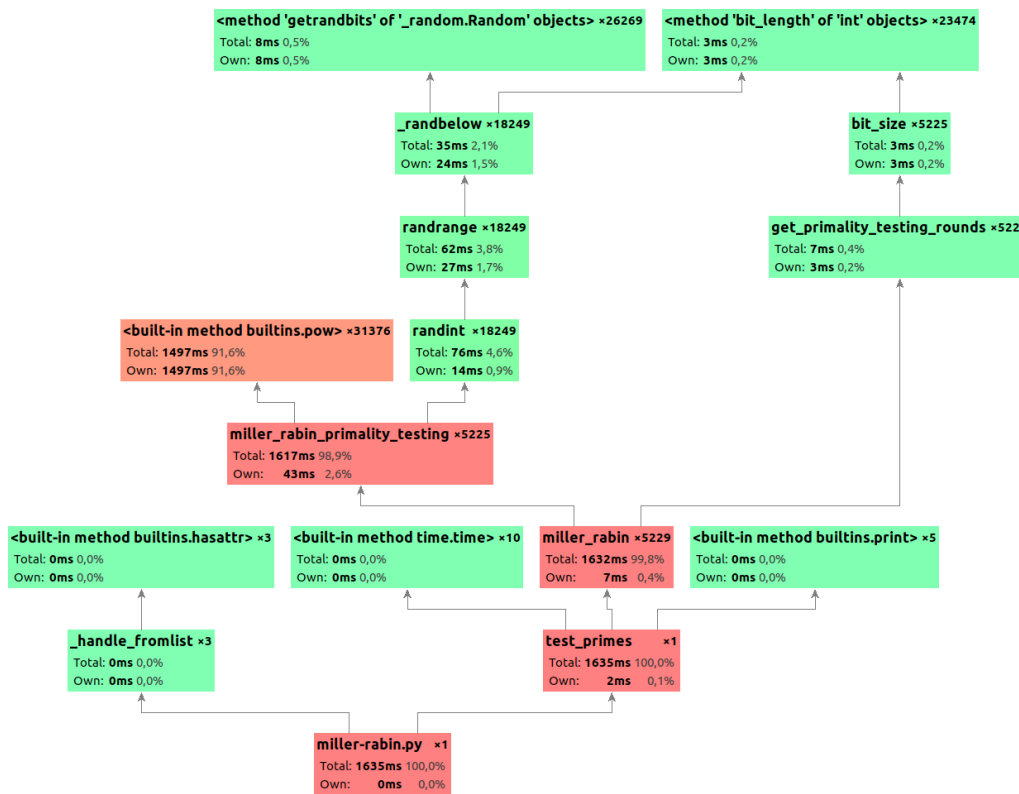 <method 'getrandbits' of '_random.Random' objects> ×26269
Total: 8ms 0,5%
Own: 8ms 0,5%
<method 'bit_length' of 'int' objects> ×23474
Total: 3ms 0,2%
Own: 3ms 0,2%
_randbelow ×18249
Total: 35ms 2,1%
Own: 24ms 1,5%
bit_size ×5225
Total: 3ms 0,2%
Own: 3ms 0,2%
randrange ×18249
Total: 62ms 3,8%
Own: 27ms 1,7%
get_primality_testing_rounds ×522
Total: 7ms 0,4%
Own: 3ms 0,2%
<built-in method builtins.pow> ×31376
Total: 1497ms 91,6%
Own: 1497ms 91,6%
randint ×18249
Total: 76ms 4,6%
Own: 14ms 0,9%
miller_rabin_primality_testing ×5225
Total: 1617ms 98,9%
Own: 43ms 2,6%
<built-in method builtins.hasattr> ×3
Total: 0ms 0,0%
Own: 0ms 0,0%
<built-in method time.time> ×10
Total: 0ms 0,0%
Own: 0ms 0,0%
miller_rabin ×5229
Total: 1632ms 99,8%
Own: 7ms 0,4%
<built-in method builtins.print> ×5
Total: 0ms 0,0%
Own: 0ms 0,0%
_handle_fromlist ×3
Total: 0ms 0,0%
Own: 0ms 0,0%
test_primes ×1
Total: 1635ms 100,0%
Own: 2ms 0,1%
miller-rabin.py ×1
Total: 1635ms 100,0%
Own: 0ms 0,0%